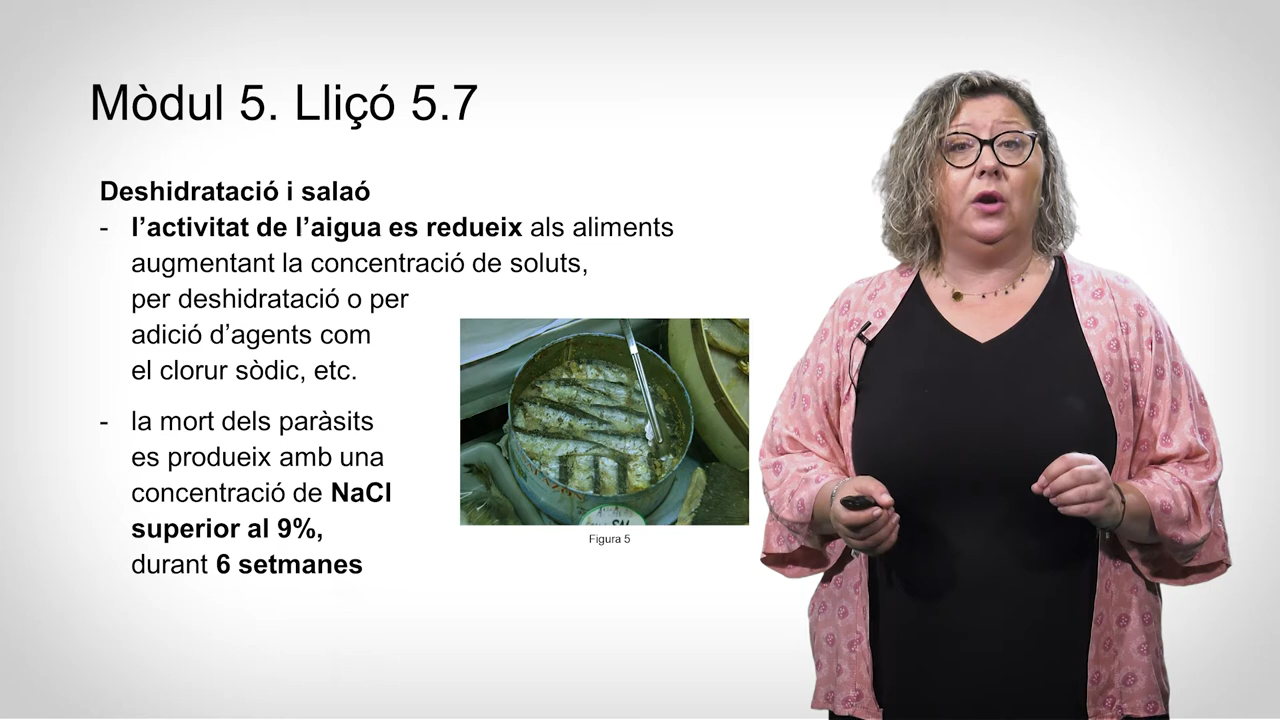 Mòdul 5. Lliçó 5.7
Deshidratació i salaó
- l’activitat de l’aigua es redueix als aliments
augmentant la concentració de soluts,
per deshidratació o per
adició d’agents com
el clorur sòdic, etc.
- la mort dels paràsits
es produeix amb una
concentració de NaCl
superior al 9%,
durant 6 setmanes
Figura 5